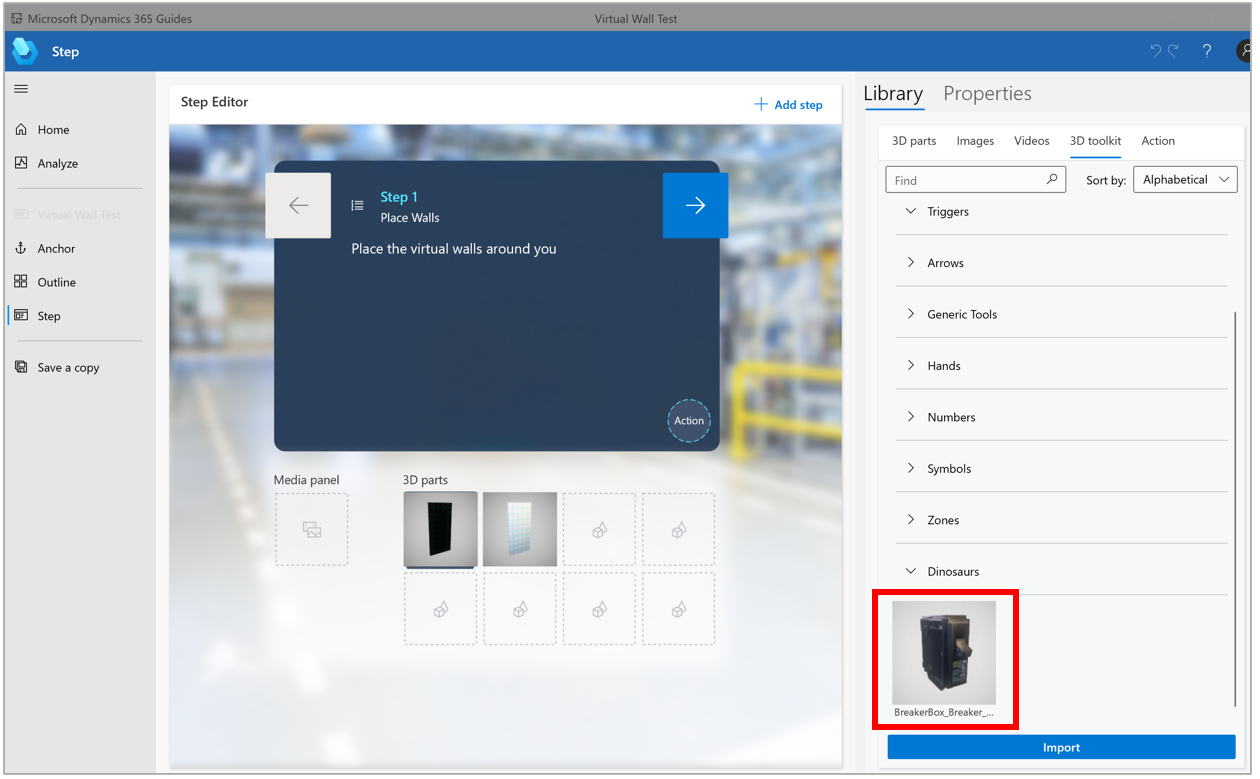 Microsoft Dynamics 365 Guides
Virtual Wall Test
Step
?
Home
Analyze
Virtual Wall Test
Anchor
Outline
Step
Save a copy
Step Editor
Add step
Step 1
Place Walls
Place the virtual walls around you
Action
Media panel
3D parts
Library
Properties
3D parts
Images
Videos
3D toolkit
Action
Find
Sort by:
Alphabetical
Triggers
Arrows
Generic Tools
Hands
Numbers
Symbols
Zones
Dinosaurs
BreakerBox_Breaker_...
Import